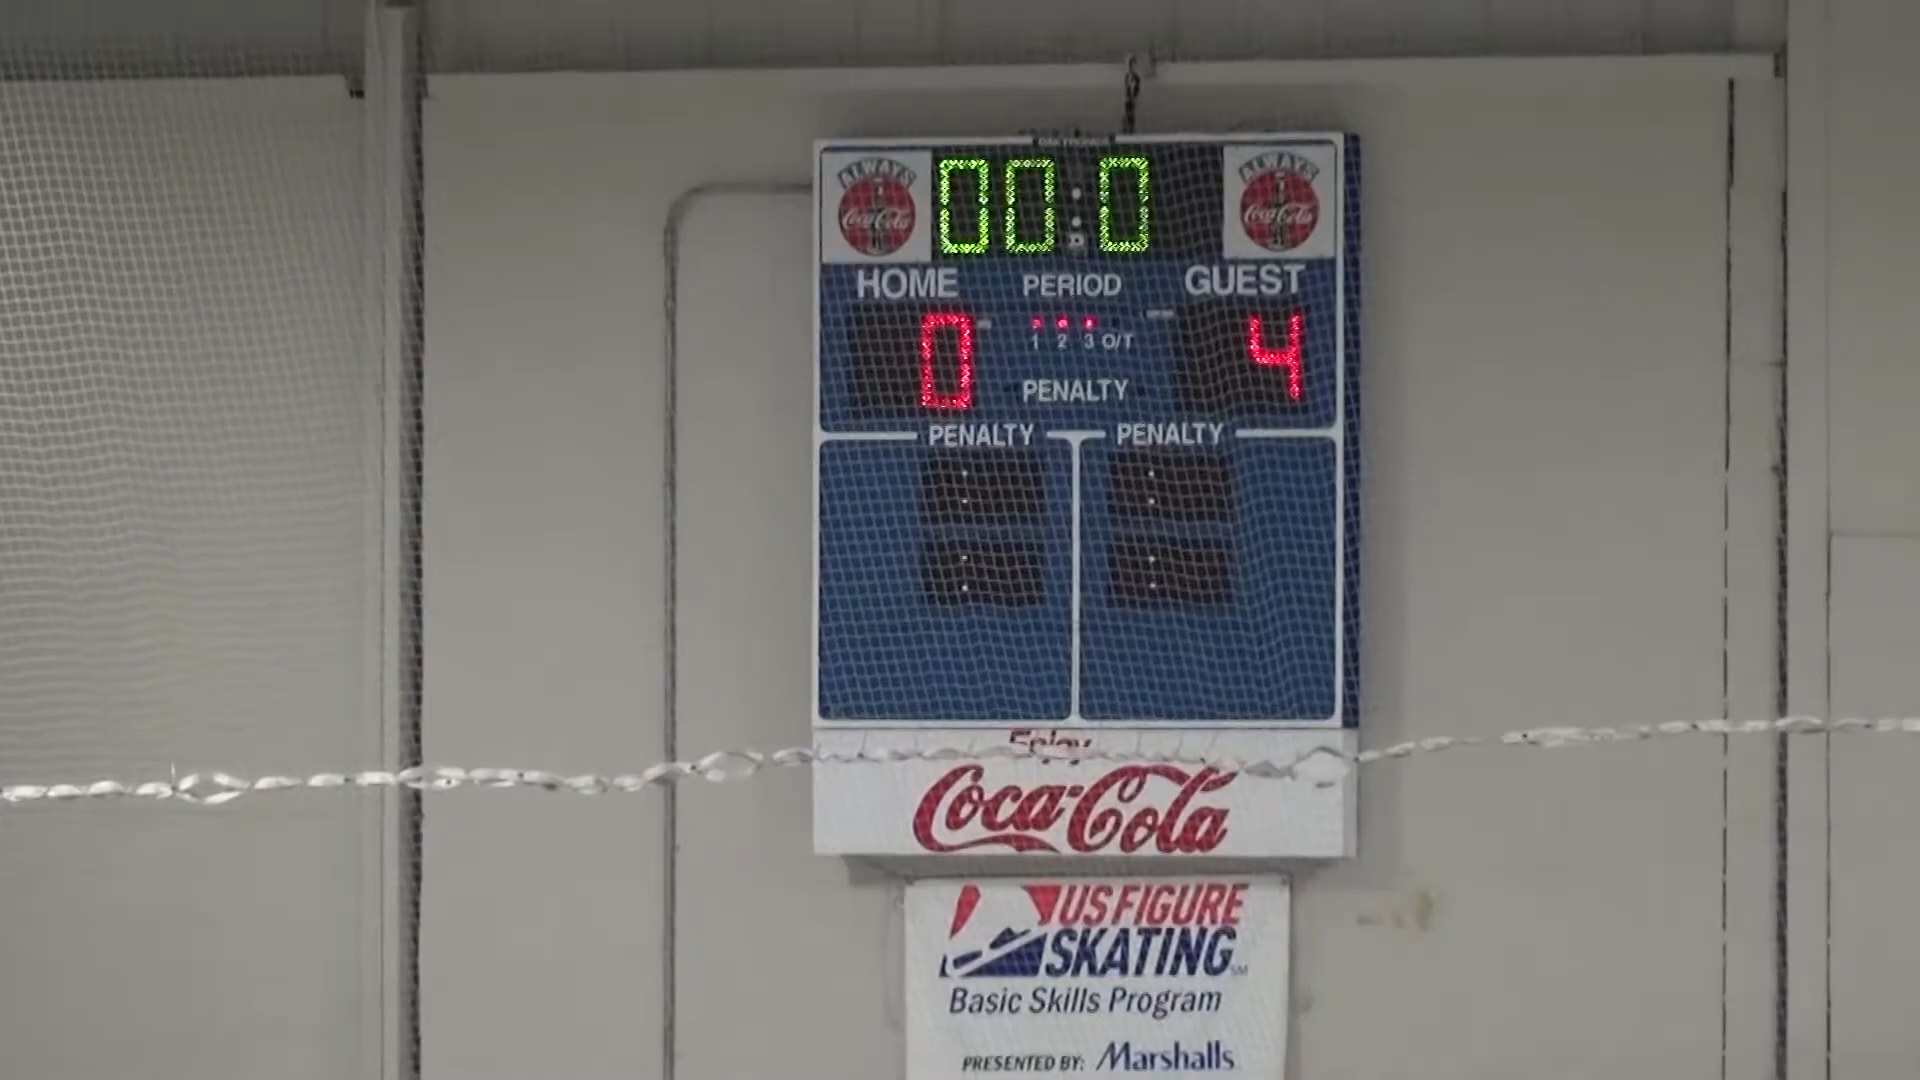 ALWAYS
Coca-Cola
00:0
ALWAYS
Coca-Cola
HOME PERIOD GUEST
0
1 2 3 O/T
4
PENALTY
PENALTY PENALTY
Enjoy
Coca-Cola
US FIGURE
SKATING SM
Basic Skills Program
PRESENTED BY: Marshalls